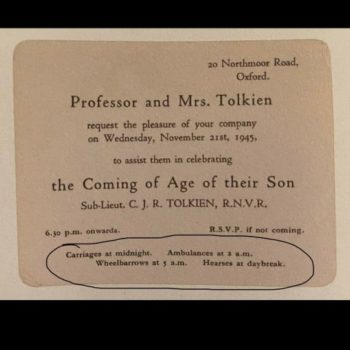 20 Northmoor Road,
Oxford.
Professor and Mrs. Tolkien
request the pleasure of your company
on Wednesday, November 21st, 1945,
to assist them in celebrating
the Coming of Age of their Son
Sub-Lieut. C. J. R. TOLKIEN, R.N.V.R.
6.30 p.m. onwards. R.S.V.P. if not coming.
Carriages at midnight. Ambulances at 2 a.m.
Wheelbarrows at 5 a.m. Hearses at daybreak.